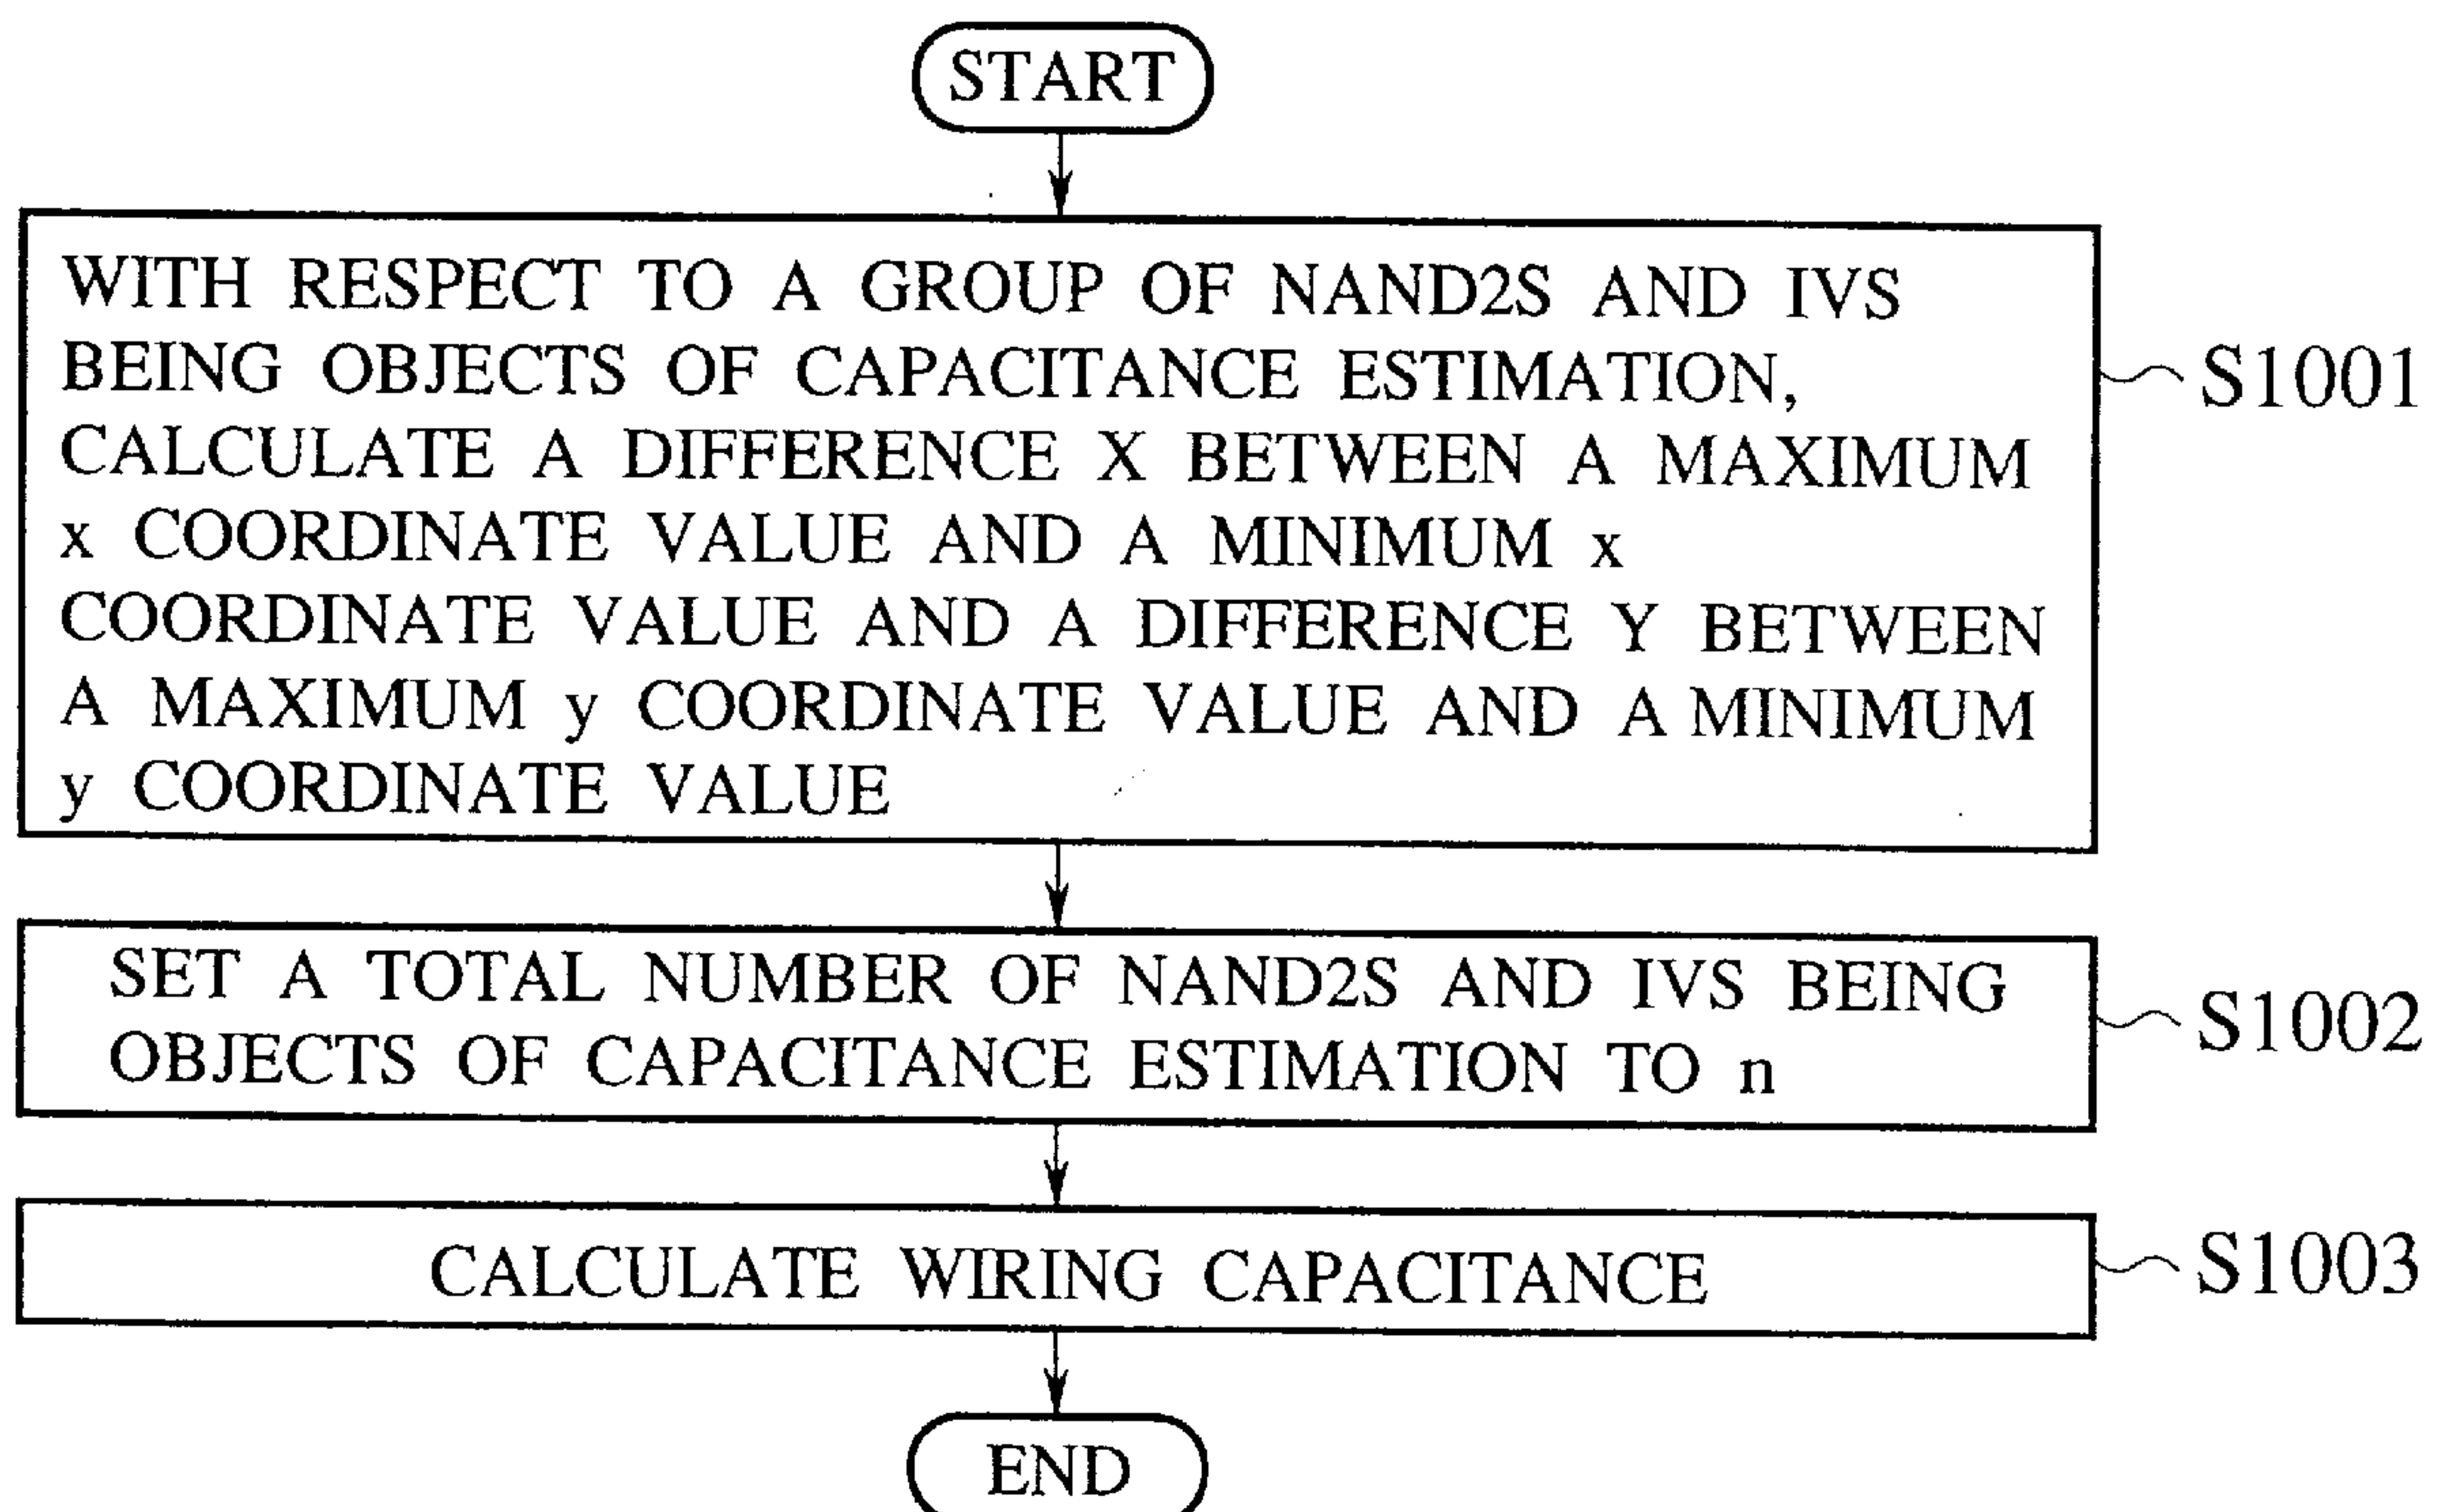 START
WITH RESPECT TO A GROUP OF NAND2S AND IVS
BEING OBJECTS OF CAPACITANCE ESTIMATION,
CALCULATE A DIFFERENCE X BETWEEN A MAXIMUM
x COORDINATE VALUE AND A MINIMUM x
COORDINATE VALUE AND A DIFFERENCE Y BETWEEN
A MAXIMUM y COORDINATE VALUE AND A MINIMUM
y COORDINATE VALUE
S1001
SET A TOTAL NUMBER OF NAND2S AND IVS BEING
OBJECTS OF CAPACITANCE ESTIMATION TO n
S1002
CALCULATE WIRING CAPACITANCE
S1003
END